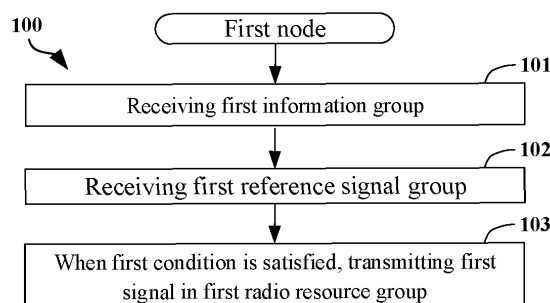 100
First node
101
Receiving first information group
102
Receiving first reference signal group
103
When first condition is satisfied, transmitting first
signal in first radio resource group